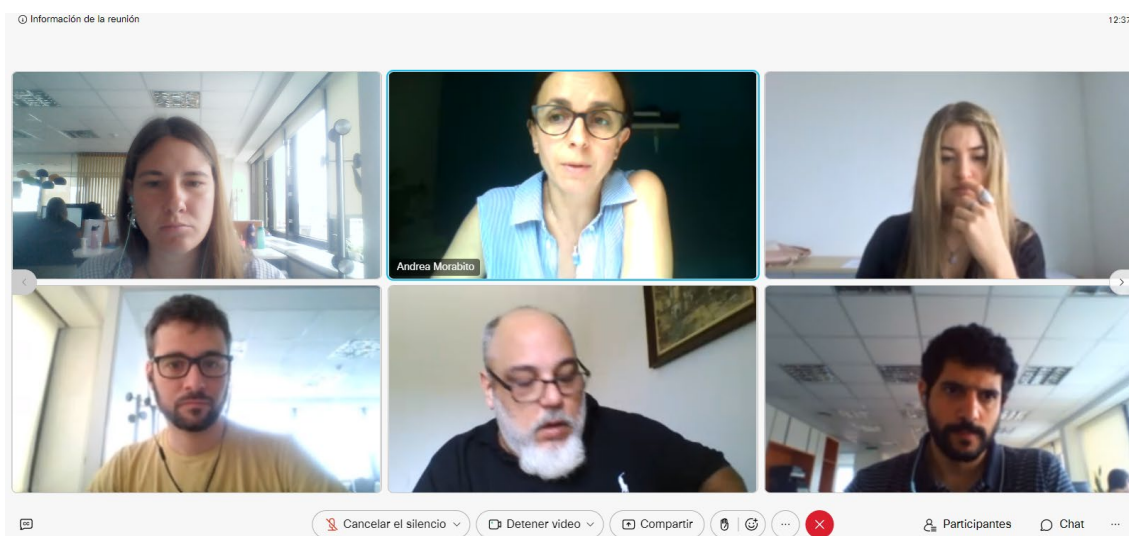 Información de la reunión
12:37
Andrea Morabito
Cancelar el silencio
Detener video
Compartir
Participantes
Chat